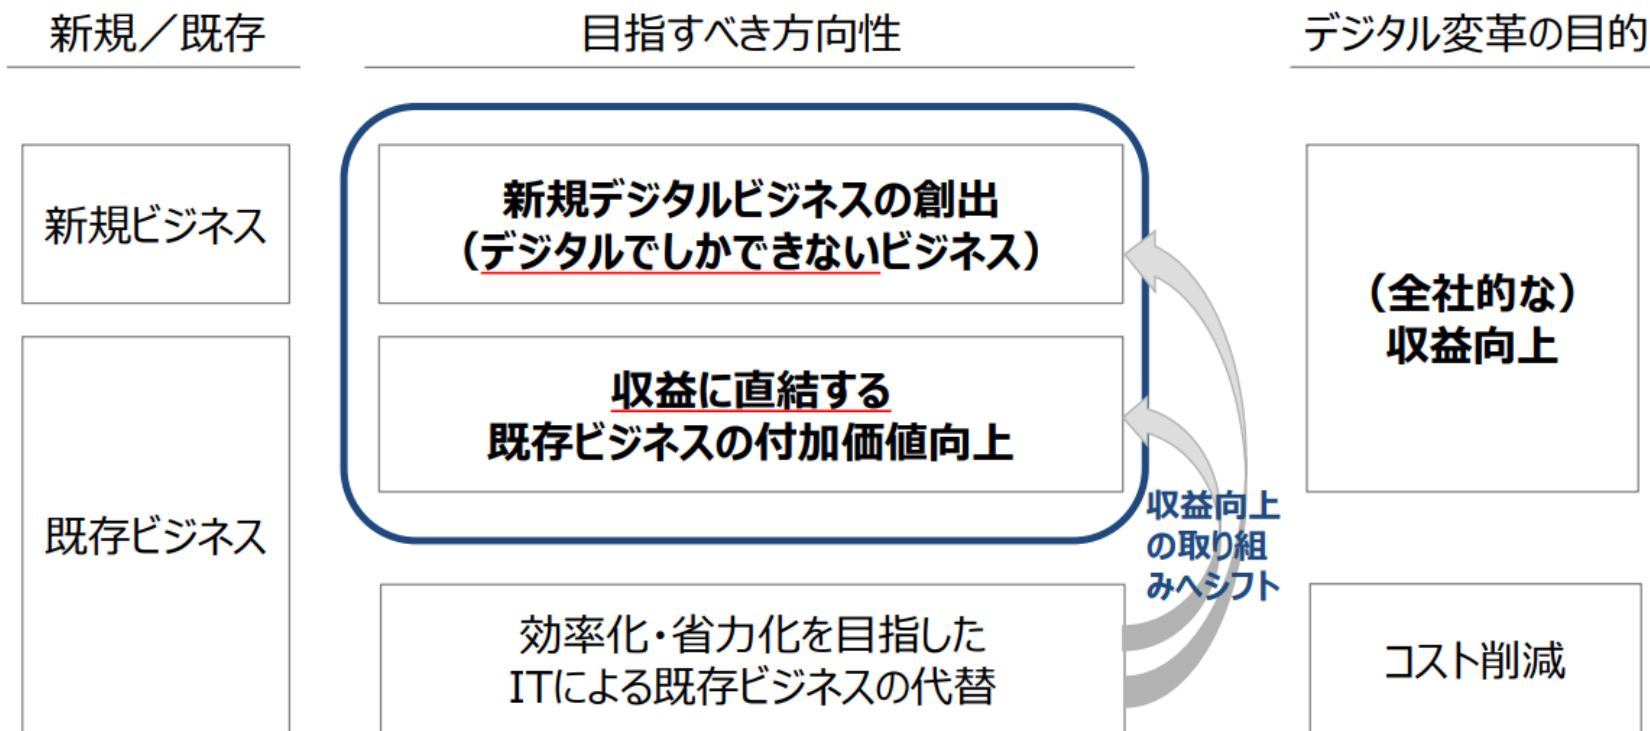 新規／既存
目指すべき方向性
デジタル変革の目的
新規ビジネス
新規デジタルビジネスの創出
（デジタルでしかできないビジネス）
（全社的な）
収益向上
既存ビジネス
収益に直結する
既存ビジネスの付加価値向上
収益向上
の取り組
みへシフト
効率化・省力化を目指した
ITによる既存ビジネスの代替
コスト削減